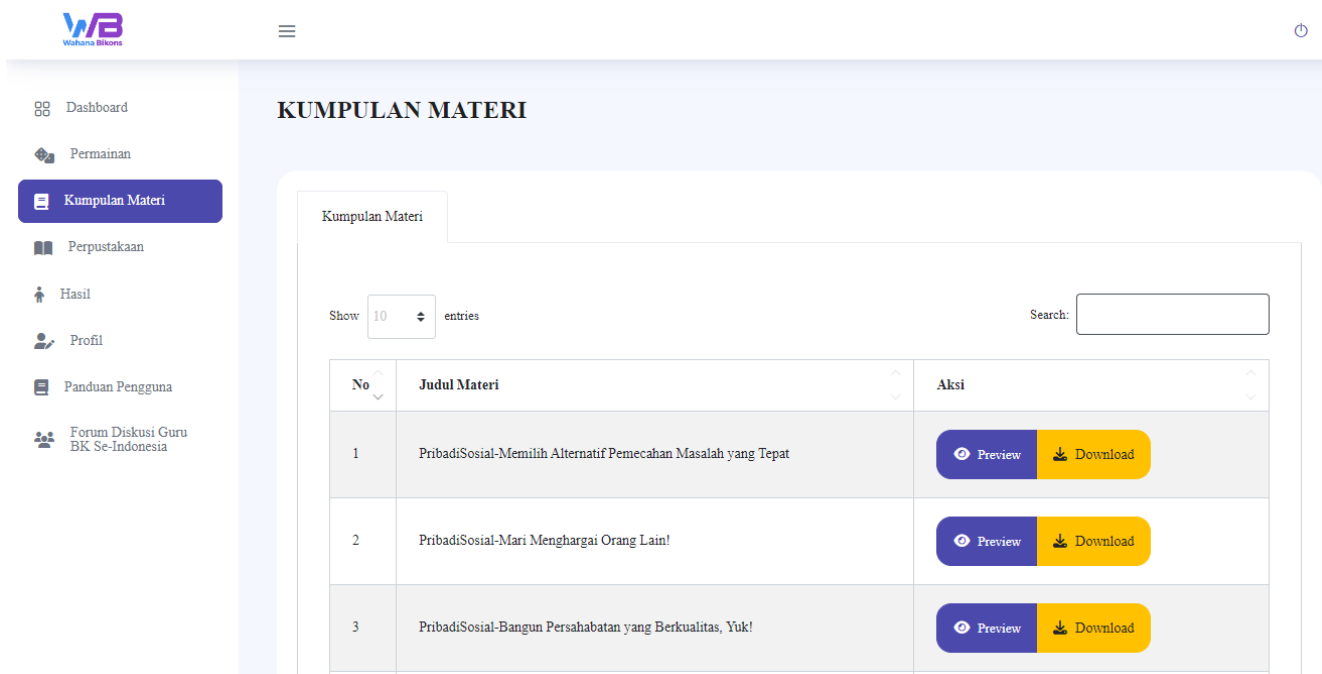 WB
Wahana Bikons
Dashboard
Permainan
Kumpulan Materi
Perpustakaan
Hasil
Profil
Panduan Pengguna
Forum Diskusi Guru
BK Se-Indonesia
KUMPULAN MATERI
Kumpulan Materi
Show 10 entries
Search:
No Judul Materi Aksi
1 PribadiSosial-Memilih Alternatif Pemecahan Masalah yang Tepat Preview Download
2 PribadiSosial-Mari Menghargai Orang Lain! Preview Download
3 PribadiSosial-Bangun Persahabatan yang Berkualitas, Yuk! Preview Download